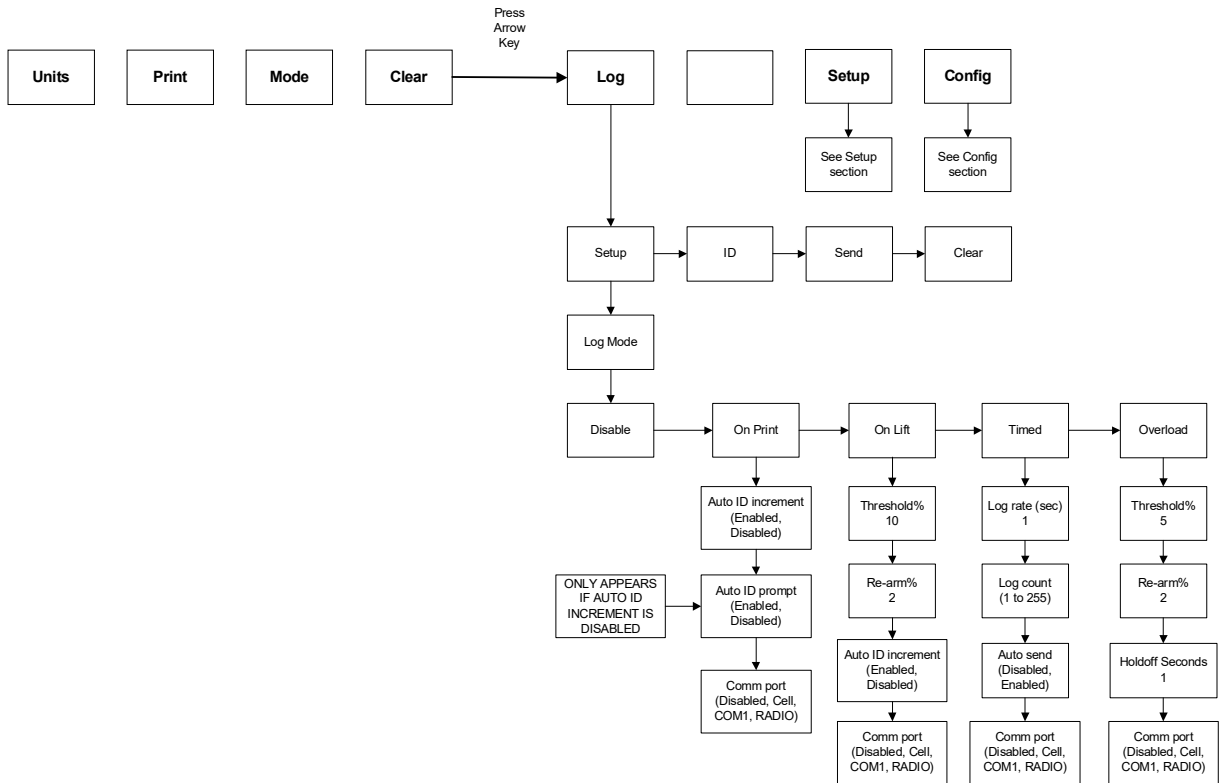 Press
Arrow
Key
Units
Print
Mode
Clear
Log
Setup
Config
See Setup
section
See Config
section
Setup
ID
Send
Clear
Log Mode
Disable
On Print
On Lift
Timed
Overload
Auto ID increment
(Enabled,
Disabled)
Threshold%
10
Log rate (sec)
1
Threshold%
5
ONLY APPEARS
IF AUTO ID
INCREMENT IS
DISABLED
Auto ID prompt
(Enabled,
Disabled)
Re-arm%
2
Log count
(1 to 255)
Re-arm%
2
Comm port
(Disabled, Cell,
COM1, RADIO)
Auto ID increment
(Enabled,
Disabled)
Auto send
(Disabled,
Enabled)
Holdoff Seconds
1
Comm port
(Disabled, Cell,
COM1, RADIO)
Comm port
(Disabled, Cell,
COM1, RADIO)
Comm port
(Disabled, Cell,
COM1, RADIO)